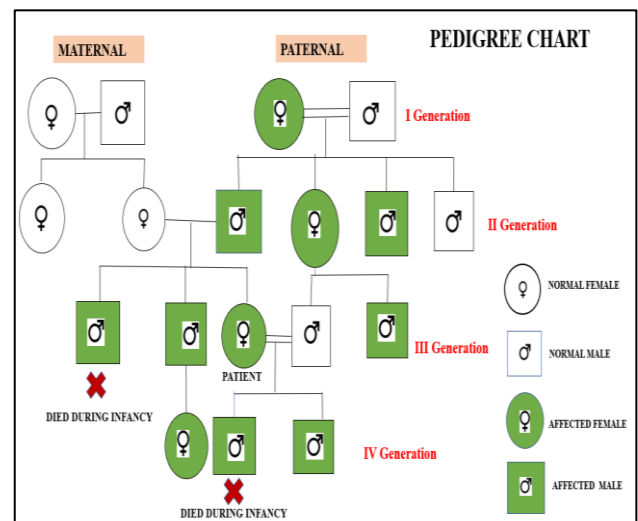 PEDIGREE CHART
MATERNAL
PATERNAL
I Generation
II Generation
NORMAL FEMALE
III Generation
NORMAL MALE
PATIENT
DIED DURING INFANCY
AFFECTED FEMALE
IV Generation
AFFECTED MALE
DIED DURING INFANCY